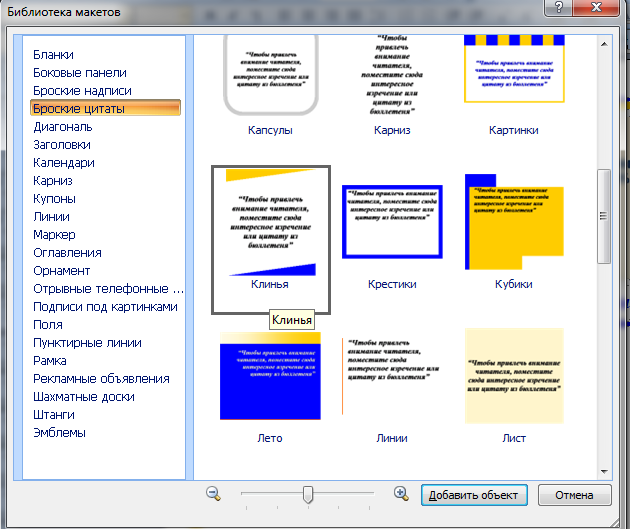 Библиотека макетов
Бланки
Боковые панели
Броские надписи
Броские цитаты
Диагональ
Заголовки
Календари
Карниз
Купоны
Линии
Маркер
Оглавления
Орнамент
Отрывные телефонные ...
Подписи под картинками
Поля
Пунктирные линии
Рамка
Рекламные объявления
Шахматные доски
Штанги
Эмблемы
"Чтобы привлечь
внимание читателя,
поместите сюда
интересное изречение или
цитату из бюллетеня"
Капсулы
"Чтобы
привлечь
внимание
читателя,
поместите сюда
интересное
изречение или
цитату из
бюллетеня"
Карниз
"Чтобы привлечь внимание
читателя, поместите сюда
интересное изречение или
цитату из бюллетеня"
Картинки
"Чтобы привлечь
внимание читателя,
поместите сюда
интересное изречение
или цитату из
бюллетеня"
Клинья
"Чтобы привлечь внимание
читателя, поместите сюда
интересное изречение или
цитату из бюллетеня"
Крестики
"Чтобы привлечь внимание
читателя, поместите сюда
интересное изречение или
цитату из бюллетеня"
Кубики
Клинья
"Чтобы привлечь внимание
читателя, поместите сюда
интересное изречение или
цитату из бюллетеня"
Лето
"Чтобы привлечь
внимание читателя,
поместите сюда
интересное изречение или
цитату из бюллетеня"
Линии
"Чтобы привлечь внимание
читателя, поместите
сюда интересное изречение
или цитату из бюллетеня"
Лист
Добавить объект
Отмена